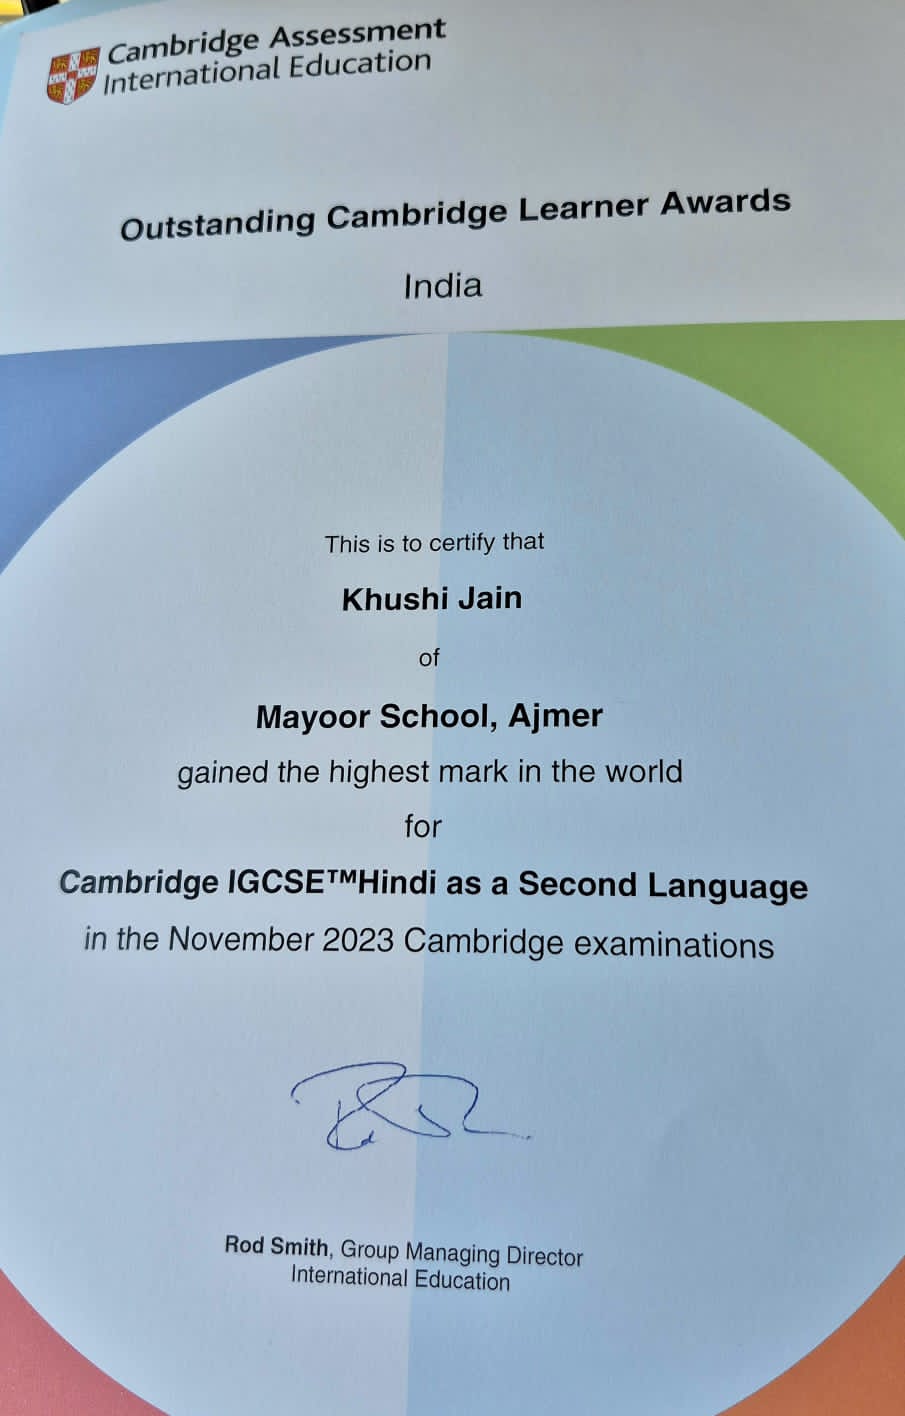 Cambridge Assessment
International Education
Outstanding Cambridge Learner Awards
India
This is to certify that
Khushi Jain
of
Mayoor School, Ajmer
gained the highest mark in the world
for
Cambridge IGCSE™Hindi as a Second Language
in the November 2023 Cambridge examinations
Rod Smith, Group Managing Director
International Education